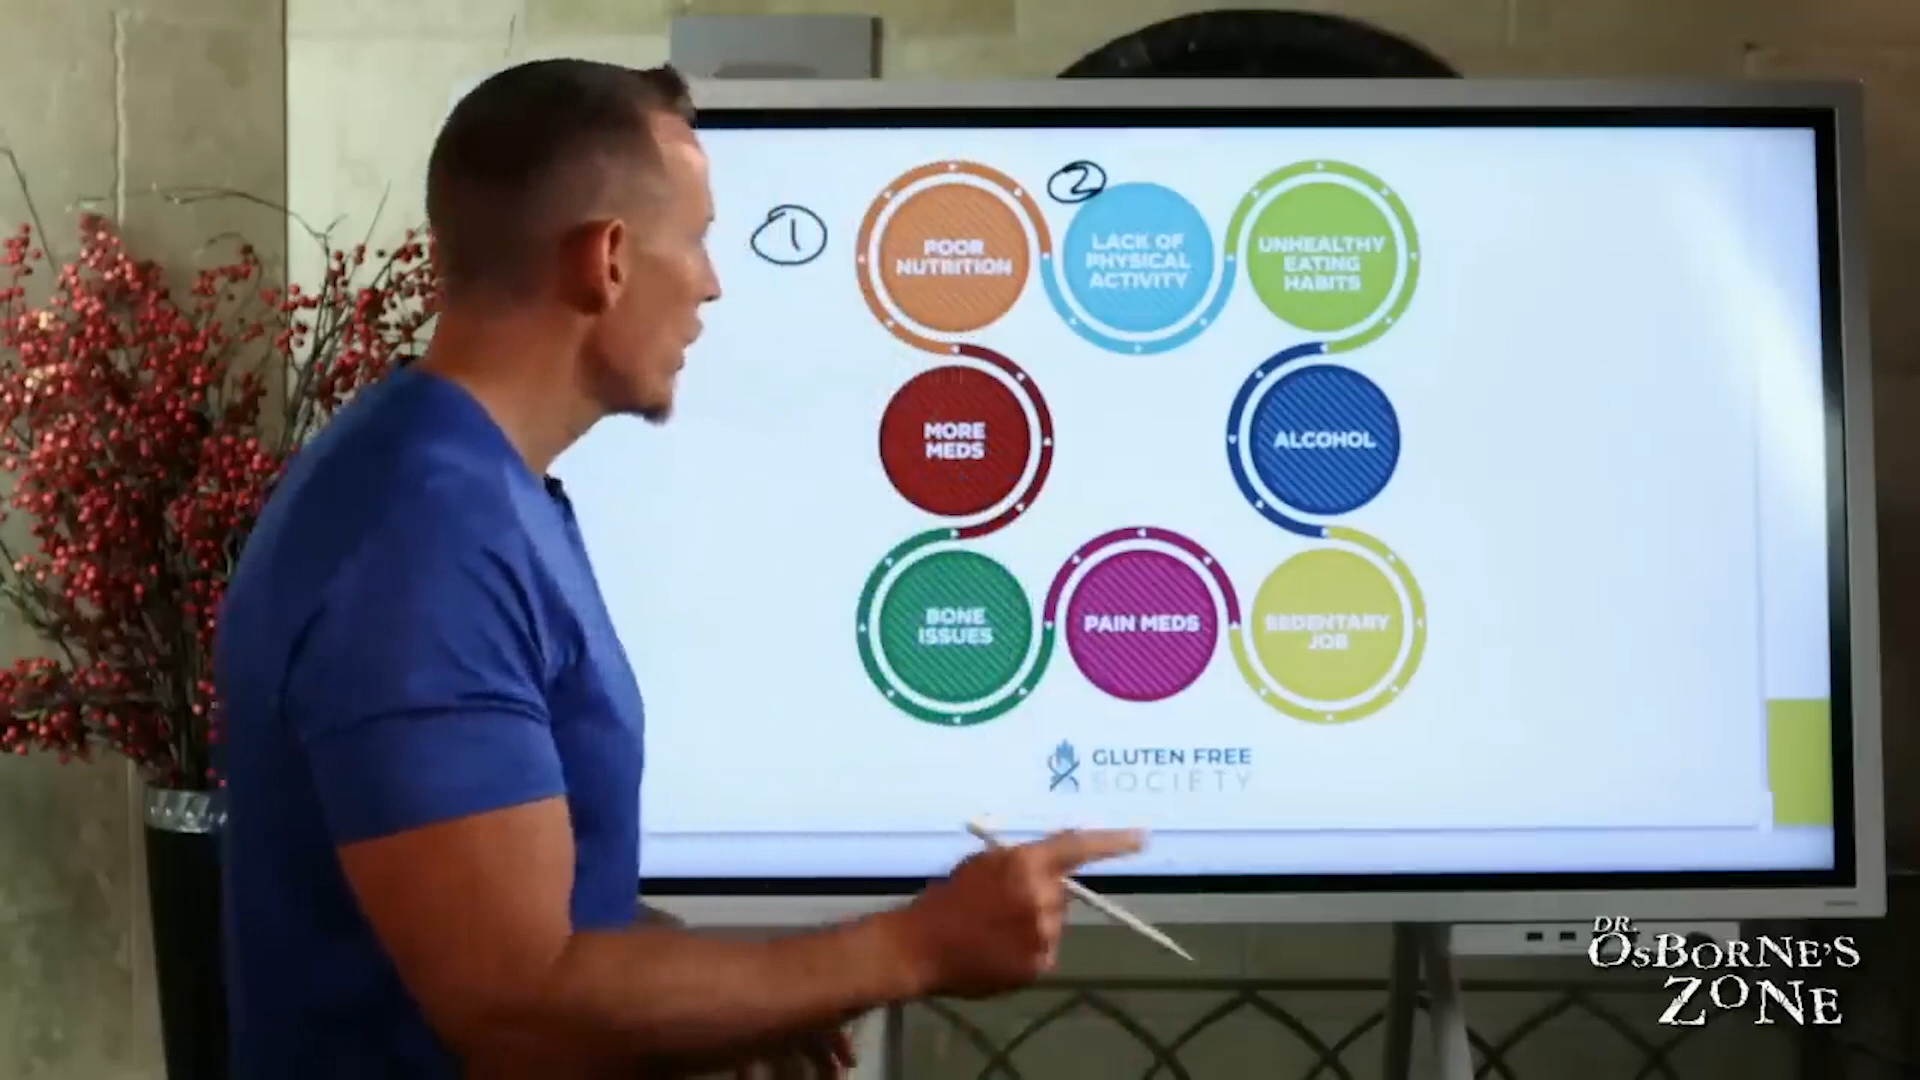 1
2
POOR
NUTRITION
LACK OF
PHYSICAL
ACTIVITY
UNHEALTHY
EATING
HABITS
MORE
MEDS
ALCOHOL
BONE
ISSUES
PAIN MEDS
SEDENTARY
JOB
GLUTEN FREE
SOCIETY
DR.
OSBORNE'S
ZONE